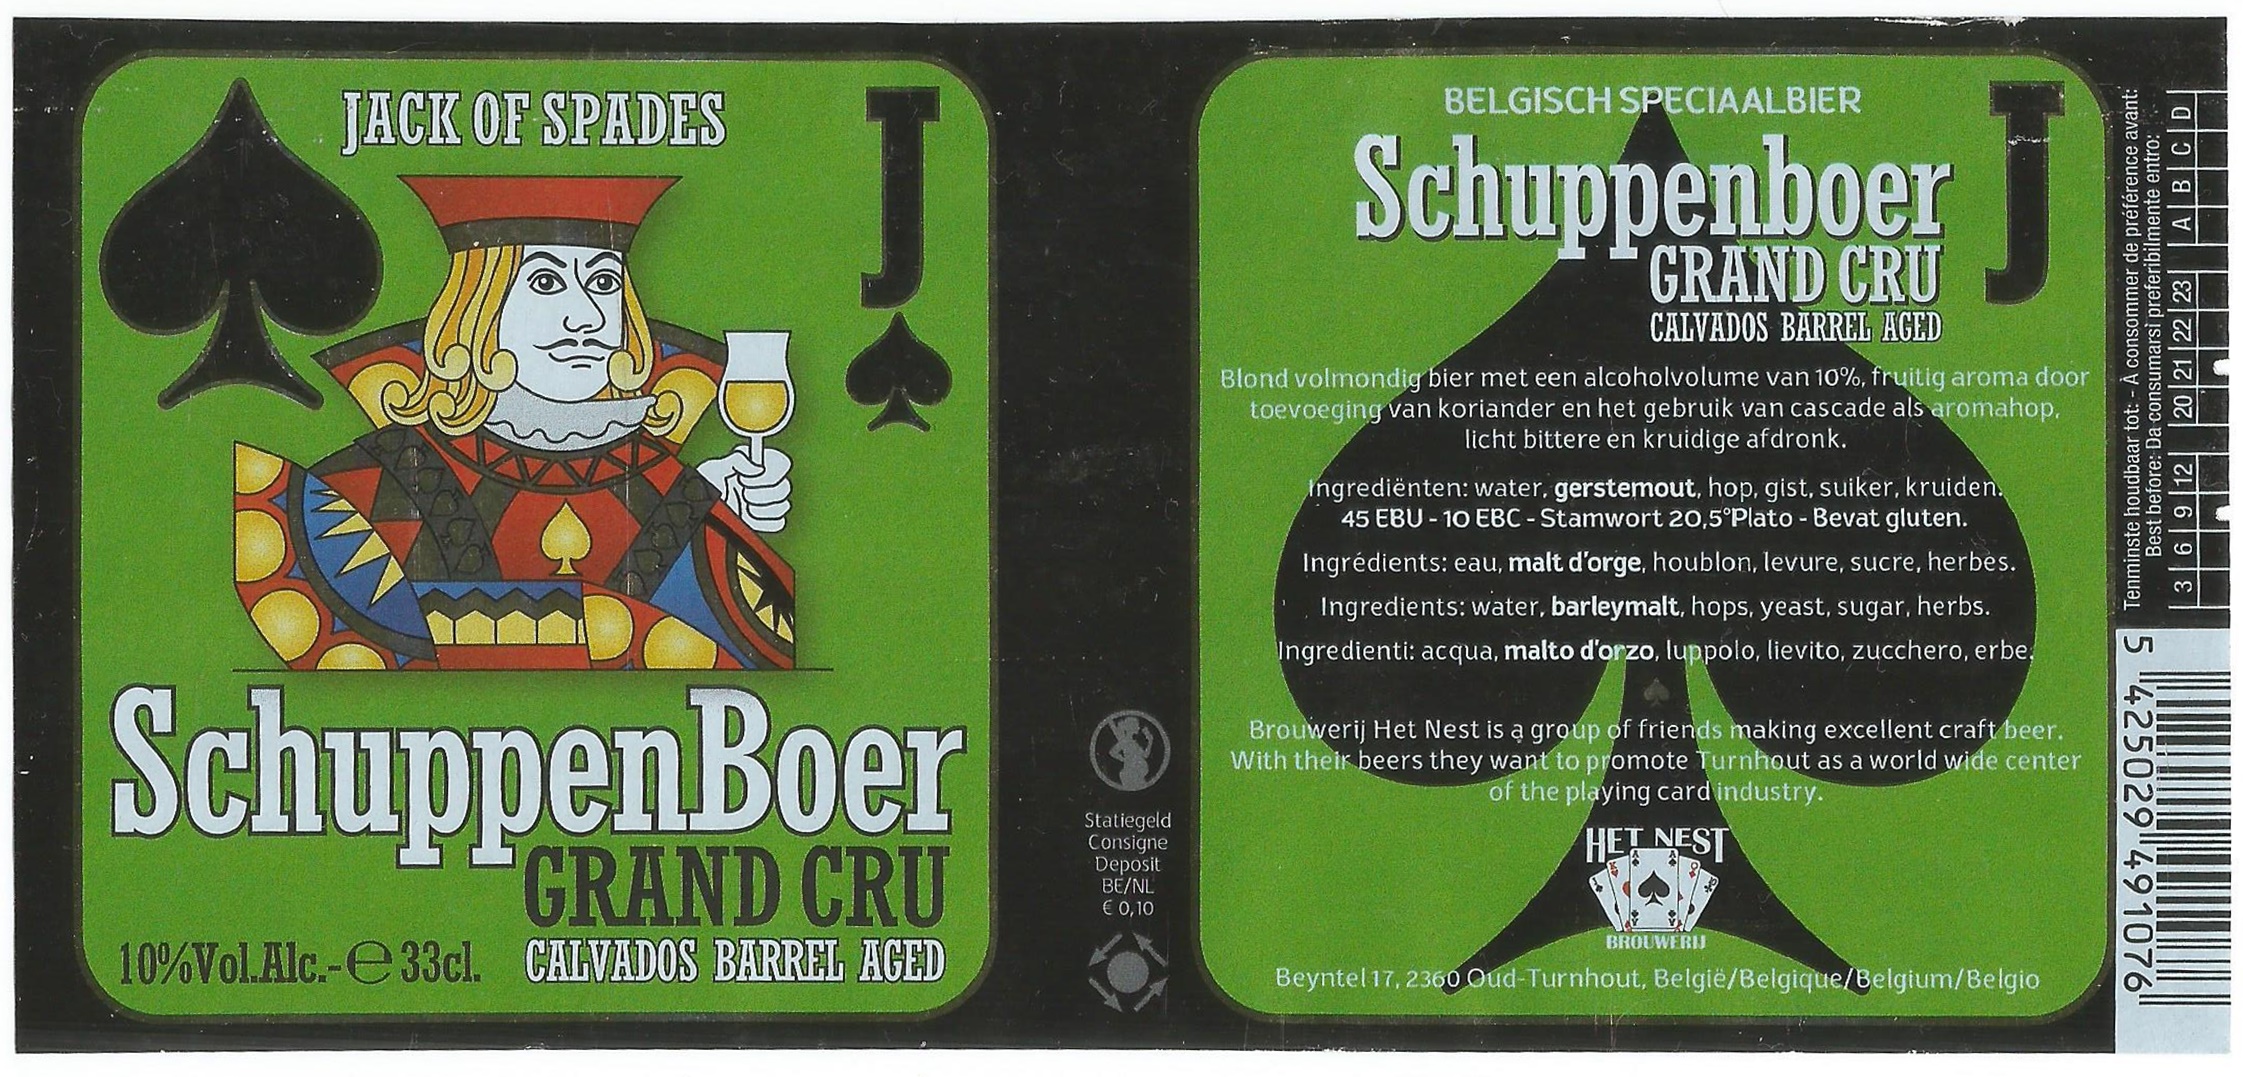 JACK OF SPADES
J
SchuppenBoer
GRAND CRU
CALVADOS BARREL AGED
10%Vol.Alc.-℮ 33cl.
Statiegeld
Consigne
Deposit
BE/NL
€ 0,10
BELGISCH SPECIAALBIER
J
Schuppenboer
GRAND CRU
CALVADOS BARREL AGED
Blond volmondig bier met een alcoholvolume van 10%, fruitig aroma door
toevoeging van koriander en het gebruik van cascade als aromahop,
licht bittere en kruidige afdronk.
Ingrediënten: water, gerstemout, hop, gist, suiker, kruiden.
45 EBU - 10 EBC - Stamwort 20,5°Plato - Bevat gluten.
Ingrédients: eau, malt d'orge, houblon, levure, sucre, herbes.
Ingredients: water, barleymalt, hops, yeast, sugar, herbs.
Ingredienti: acqua, malto d'orzo, luppolo, lievito, zucchero, erbe.
Brouwerij Het Nest is a group of friends making excellent craft beer.
With their beers they want to promote Turnhout as a world wide center
of the playing card industry.
HET NEST
BROUWERIJ
Beyntel 17, 2360 Oud-Turnhout, België/Belgique/Belgium/Belgio
Tenminste houdbaar tot: - À consommer de préférence avant:
Best before: Da consumarsi preferibilmente entro:
3 6 9 12 20 21 22 23 A B C D
5 425029 491076